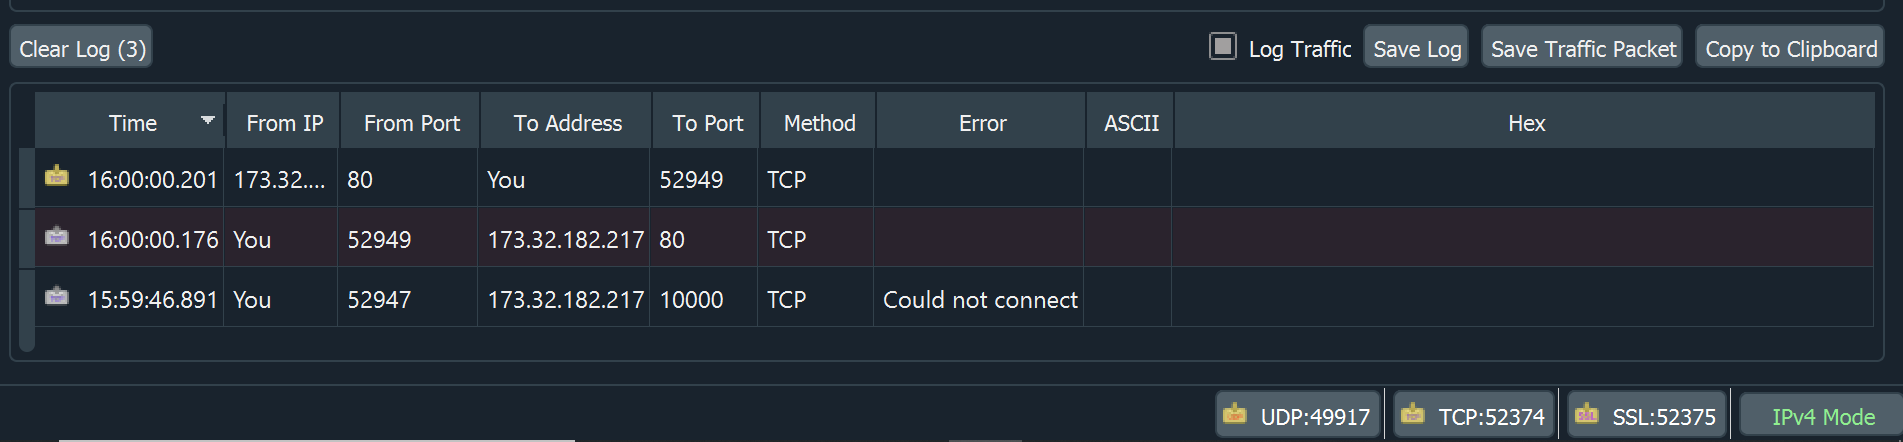 Clear Log (3) Log Traffic Save Log Save Traffic Packet Copy to Clipboard
Time From IP From Port To Address To Port Method Error ASCII Hex
16:00:00.201 173.32.... 80 You 52949 TCP
16:00:00.176 You 52949 173.32.182.217 80 TCP
15:59:46.891 You 52947 173.32.182.217 10000 TCP Could not connect
UDP:49917 TCP:52374 SSL:52375 IPv4 Mode